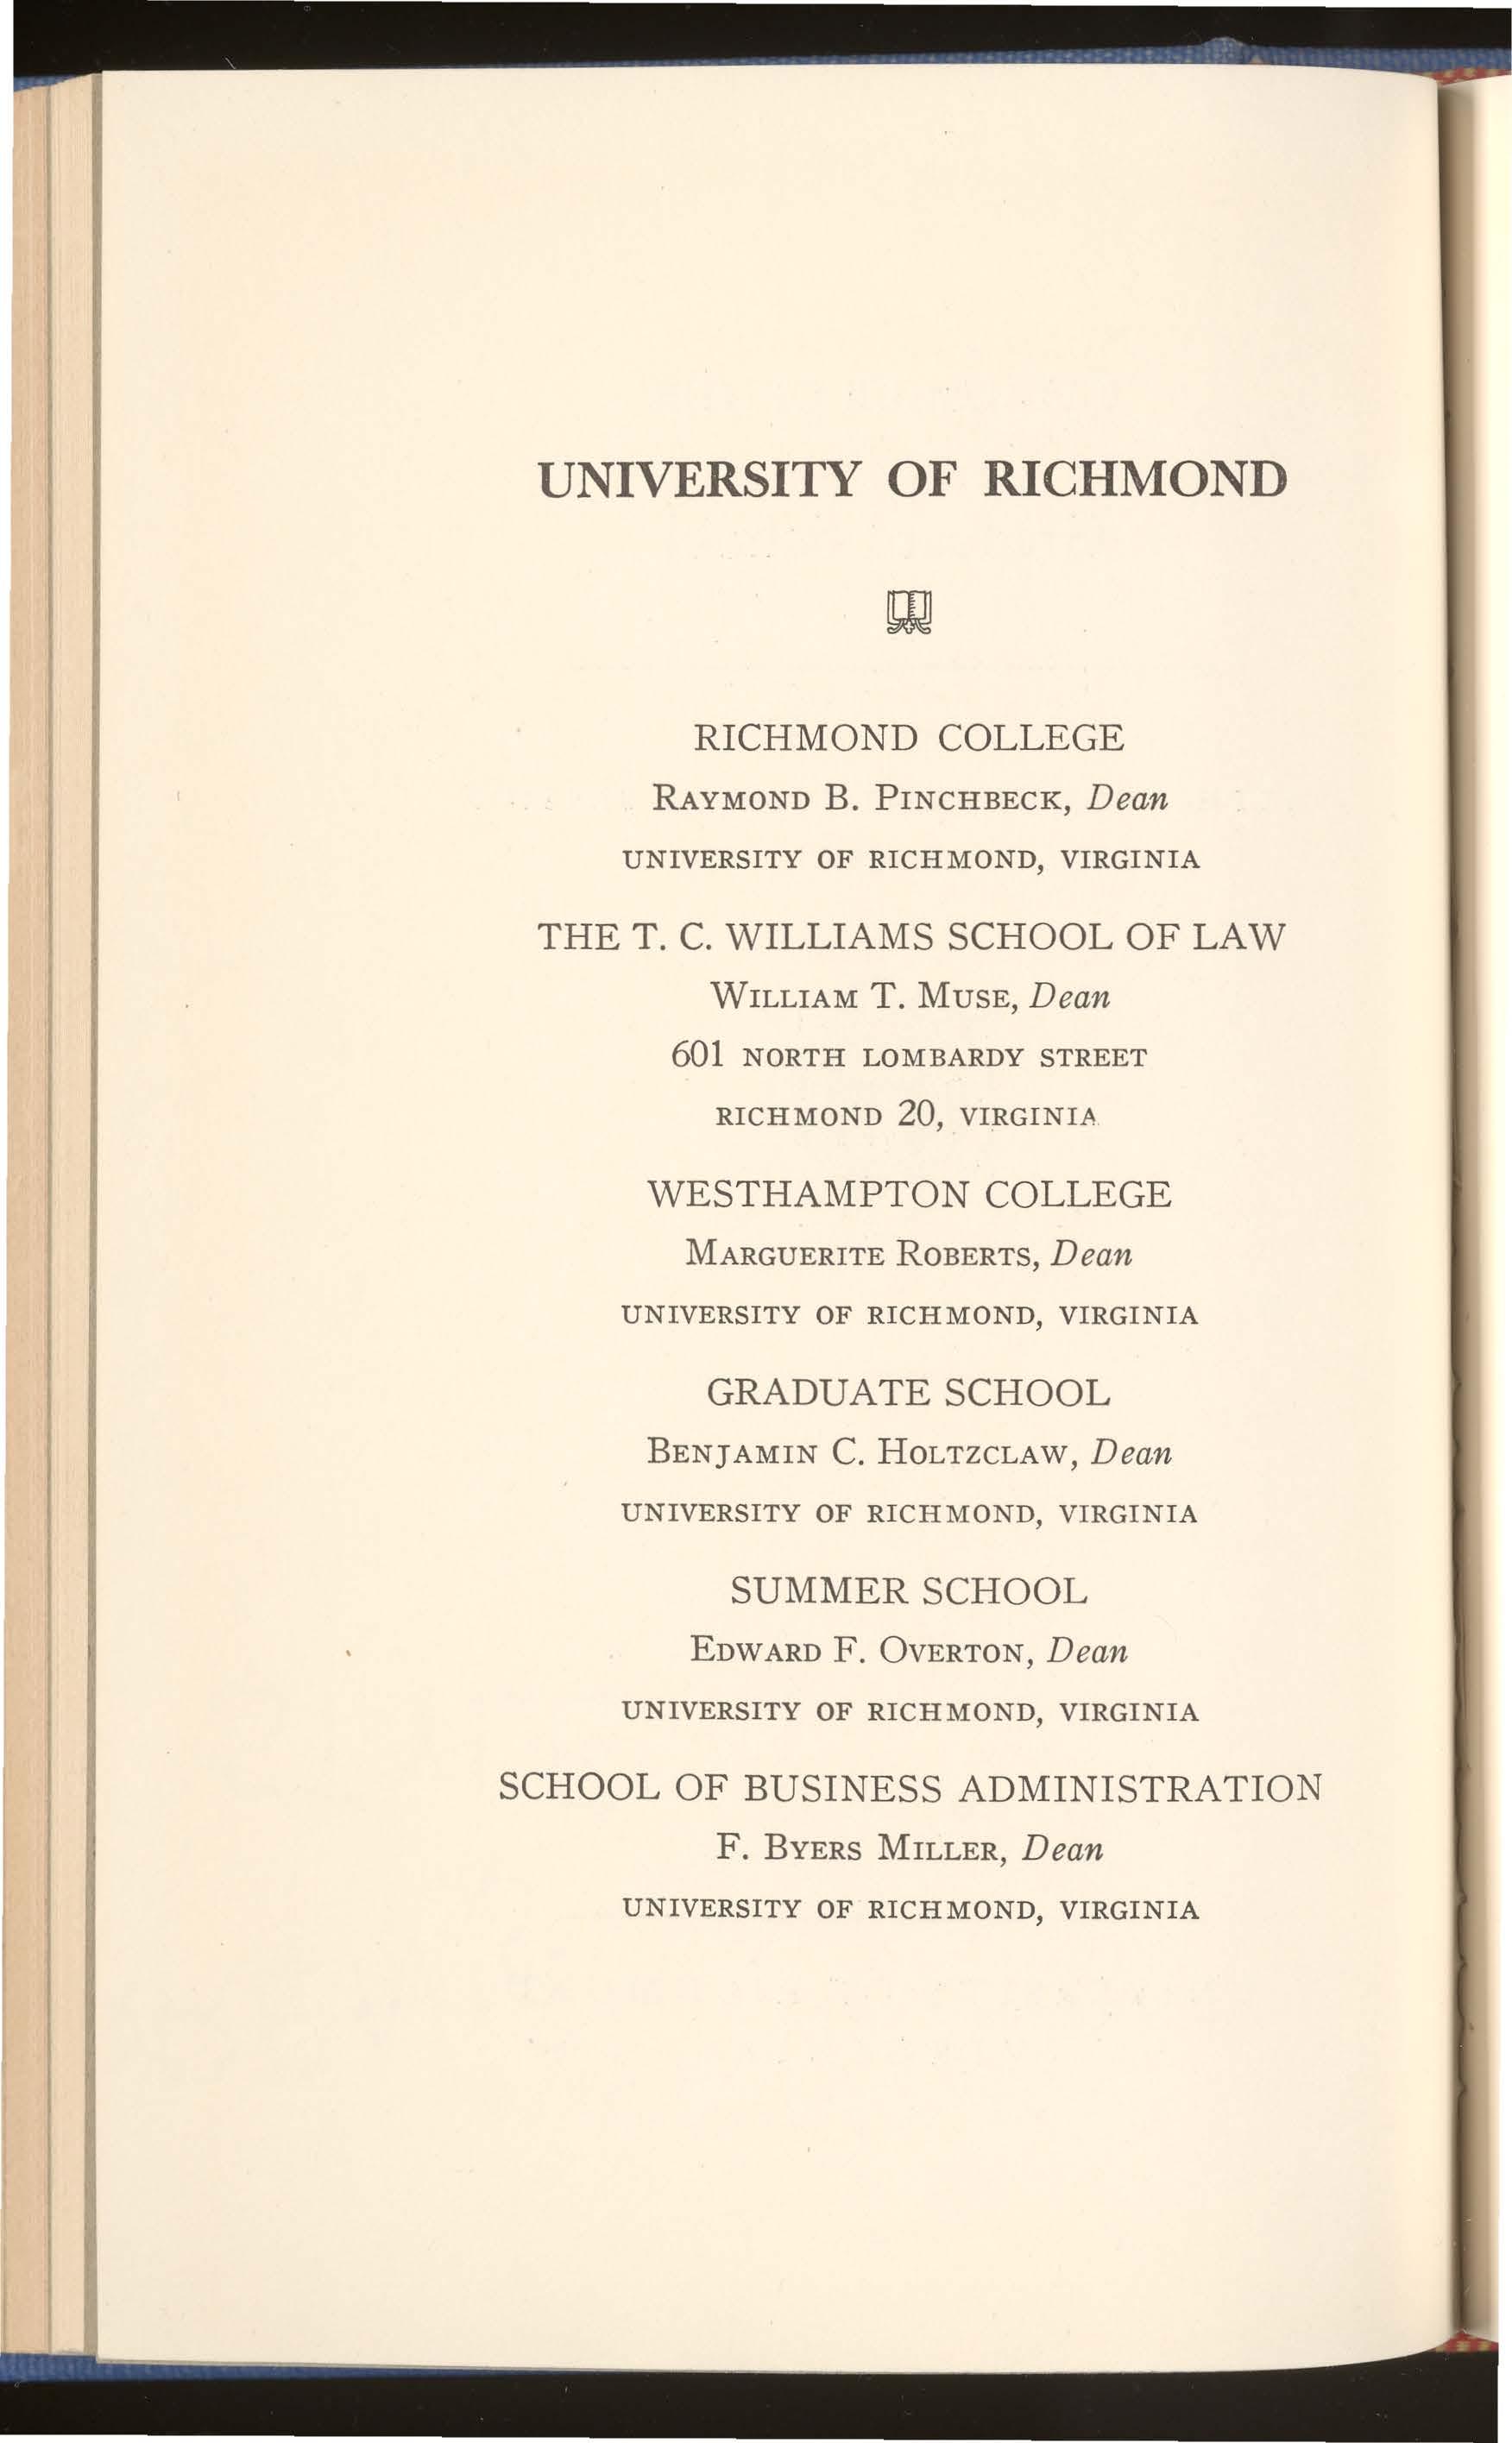 UNIVERSITY OF RICHMOND
RICHMOND COLLEGE
RAYMOND B. PINCHBECK, Dean
UNIVERSITY OF RICHMOND, VIRGINIA
THE T. C. WILLIAMS SCHOOL OF LAW
WILLIAM T. MUSE, Dean
601 NORTH LOMBARDY STREET
RICHMOND 20, VIRGINIA
WESTHAMPTON COLLEGE
MARGUERITE ROBERTS, Dean
UNIVERSITY OF RICHMOND, VIRGINIA
GRADUATE SCHOOL
BENJAMIN C. HOLTZCLAW, Dean
UNIVERSITY OF RICHMOND, VIRGINIA
SUMMER SCHOOL
EDWARD F. OVERTON, Dean
UNIVERSITY OF RICHMOND, VIRGINIA
SCHOOL OF BUSINESS ADMINISTRATION
F. BYERS MILLER, Dean
UNIVERSITY OF RICHMOND, VIRGINIA